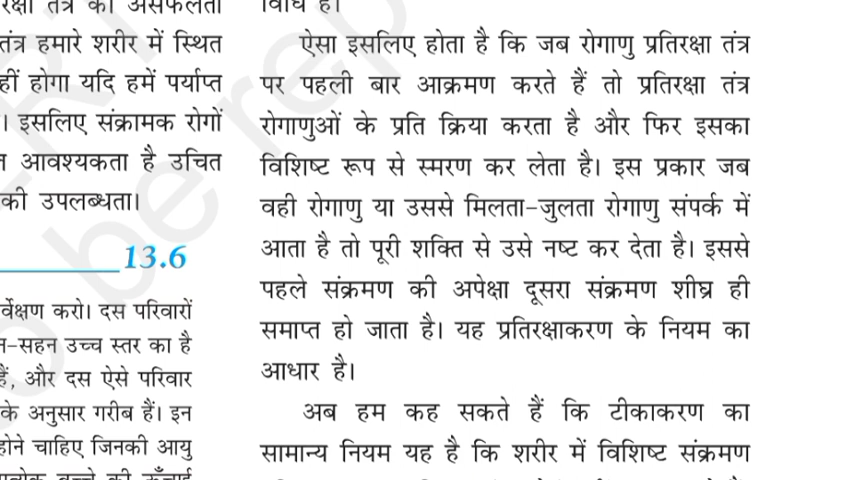 रक्षा तंत्र की असफलता
तंत्र हमारे शरीर में स्थित
हीं होगा यदि हमें पर्याप्त
। इसलिए संक्रामक रोगों
आवश्यकता है उचित
की उपलब्धता।
13.6
र्वेक्षण करो। दस परिवारों
न-सहन उच्च स्तर का है
हैं, और दस ऐसे परिवार
के अनुसार गरीब हैं। इन
होने चाहिए जिनकी आयु
प्रत्येक बच्चे की ऊँचाई
विधि है।
ऐसा इसलिए होता है कि जब रोगाणु प्रतिरक्षा तंत्र
पर पहली बार आक्रमण करते हैं तो प्रतिरक्षा तंत्र
रोगाणुओं के प्रति क्रिया करता है और फिर इसका
विशिष्ट रूप से स्मरण कर लेता है। इस प्रकार जब
वही रोगाणु या उससे मिलता-जुलता रोगाणु संपर्क में
आता है तो पूरी शक्ति से उसे नष्ट कर देता है। इससे
पहले संक्रमण की अपेक्षा दूसरा संक्रमण शीघ्र ही
समाप्त हो जाता है। यह प्रतिरक्षाकरण के नियम का
आधार है।
अब हम कह सकते हैं कि टीकाकरण का
सामान्य नियम यह है कि शरीर में विशिष्ट संक्रमण